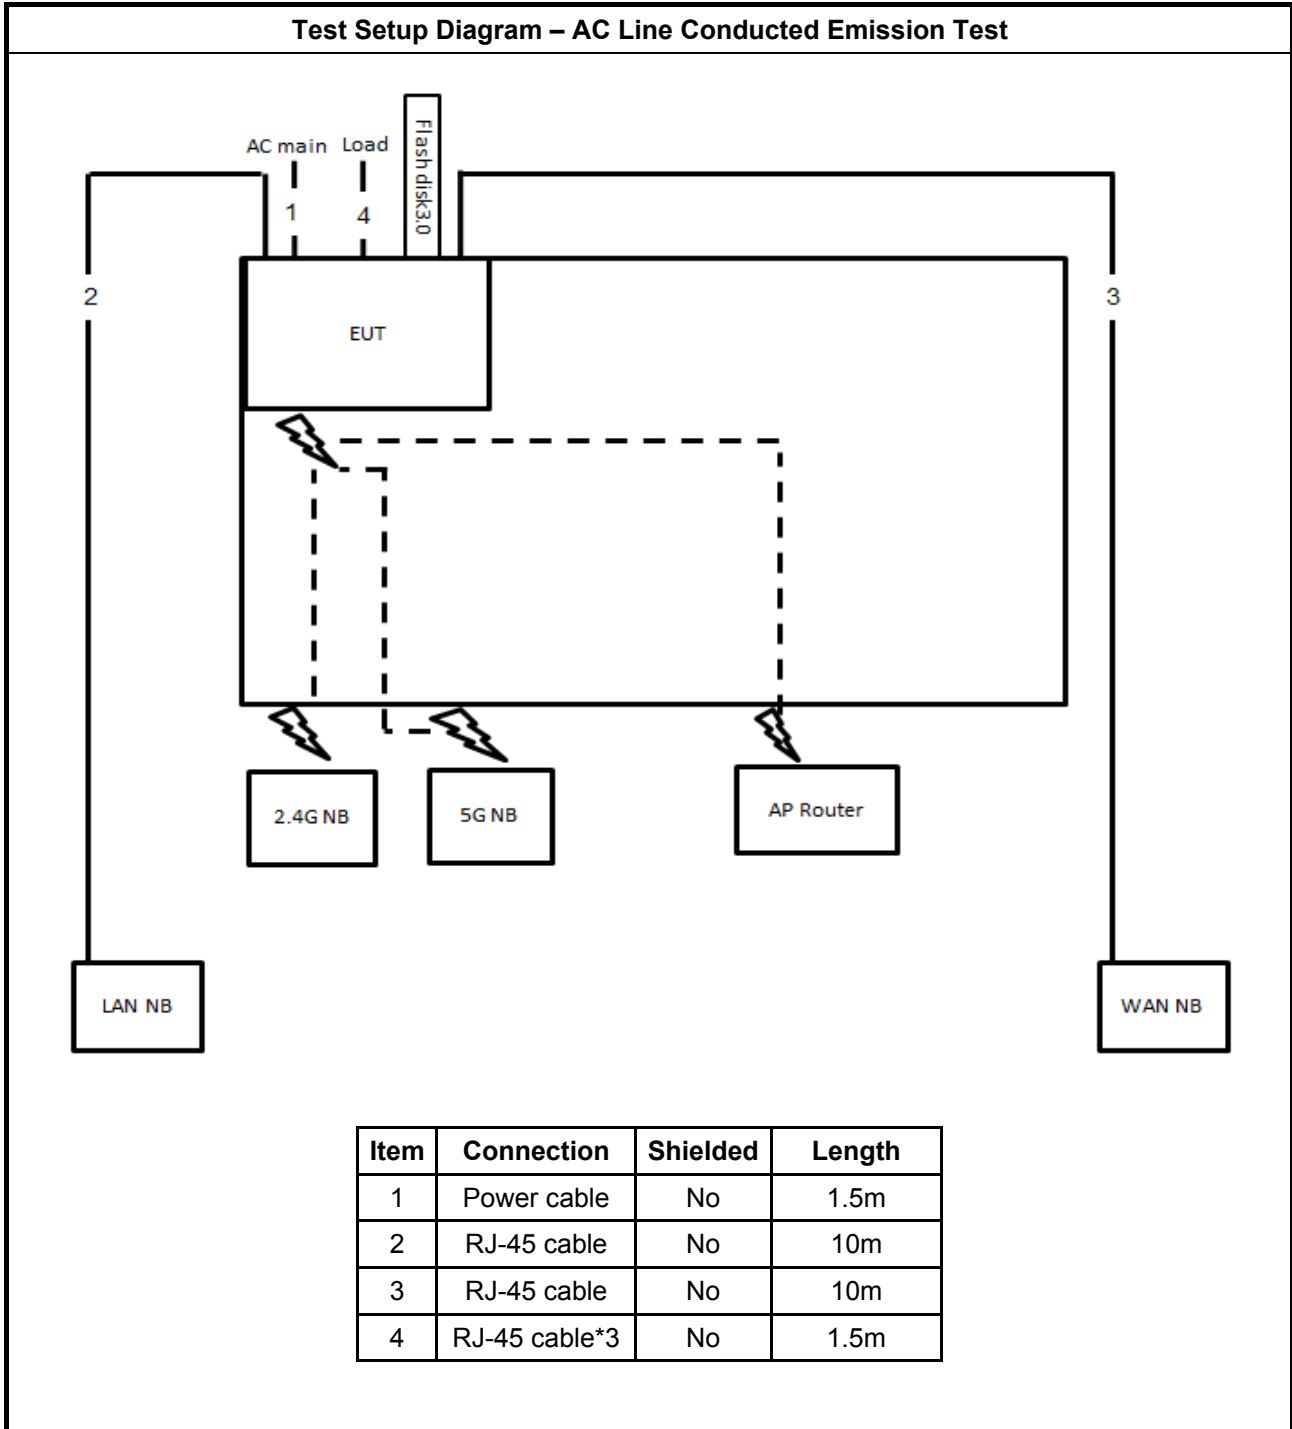 Test Setup Diagram – AC Line Conducted Emission Test
AC main
Load
Flash disk3.0
1
4
2
3
EUT
2.4G NB
5G NB
AP Router
LAN NB
WAN NB
Item Connection Shielded Length
1 Power cable No 1.5m
2 RJ-45 cable No 10m
3 RJ-45 cable No 10m
4 RJ-45 cable*3 No 1.5m